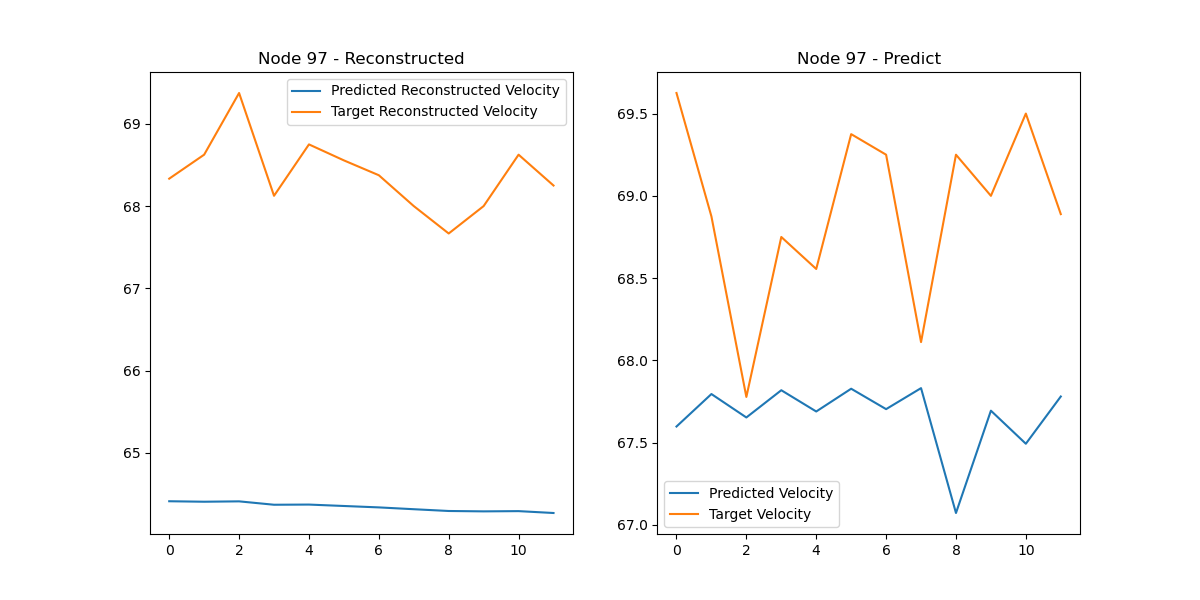 Node 97 - Reconstructed
Predicted Reconstructed Velocity
Target Reconstructed Velocity
69
68
67
66
65
0 2 4 6 8 10
Node 97 - Predict
69.5
69.0
68.5
68.0
67.5
67.0
Predicted Velocity
Target Velocity
0 2 4 6 8 10